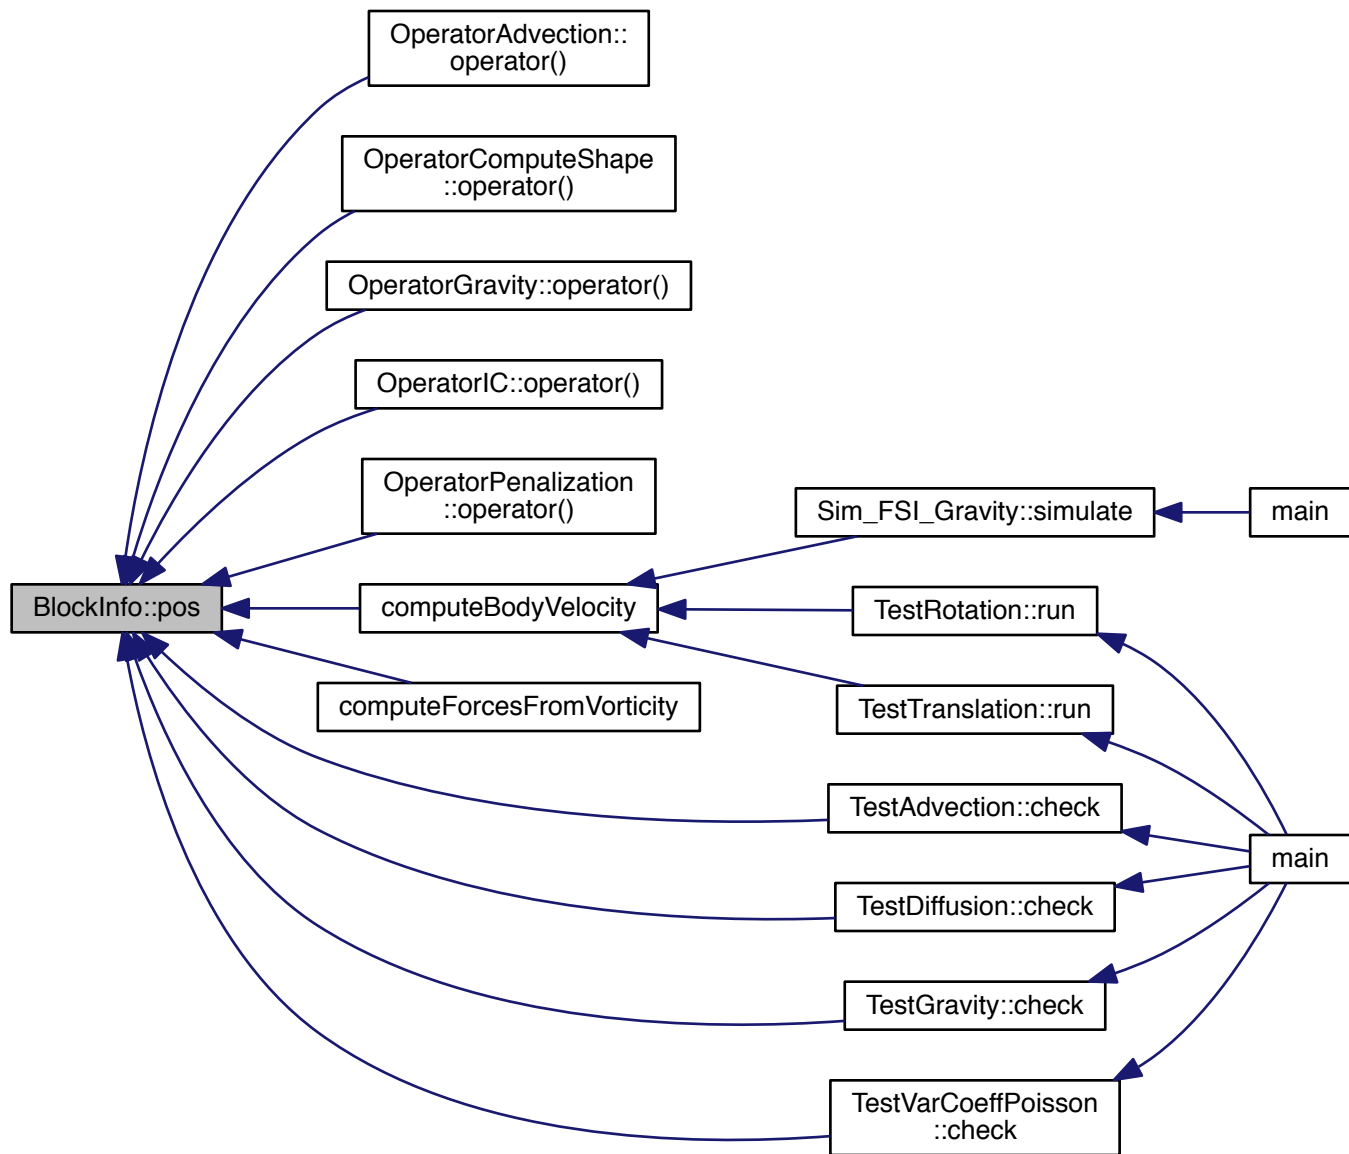 OperatorAdvection::
operator()
OperatorComputeShape
::operator()
OperatorGravity::operator()
OperatorIC::operator()
OperatorPenalization
::operator()
Sim_FSI_Gravity::simulate
main
BlockInfo::pos
computeBodyVelocity
TestRotation::run
computeForcesFromVorticity
TestTranslation::run
TestAdvection::check
main
TestDiffusion::check
TestGravity::check
TestVarCoeffPoisson
::check